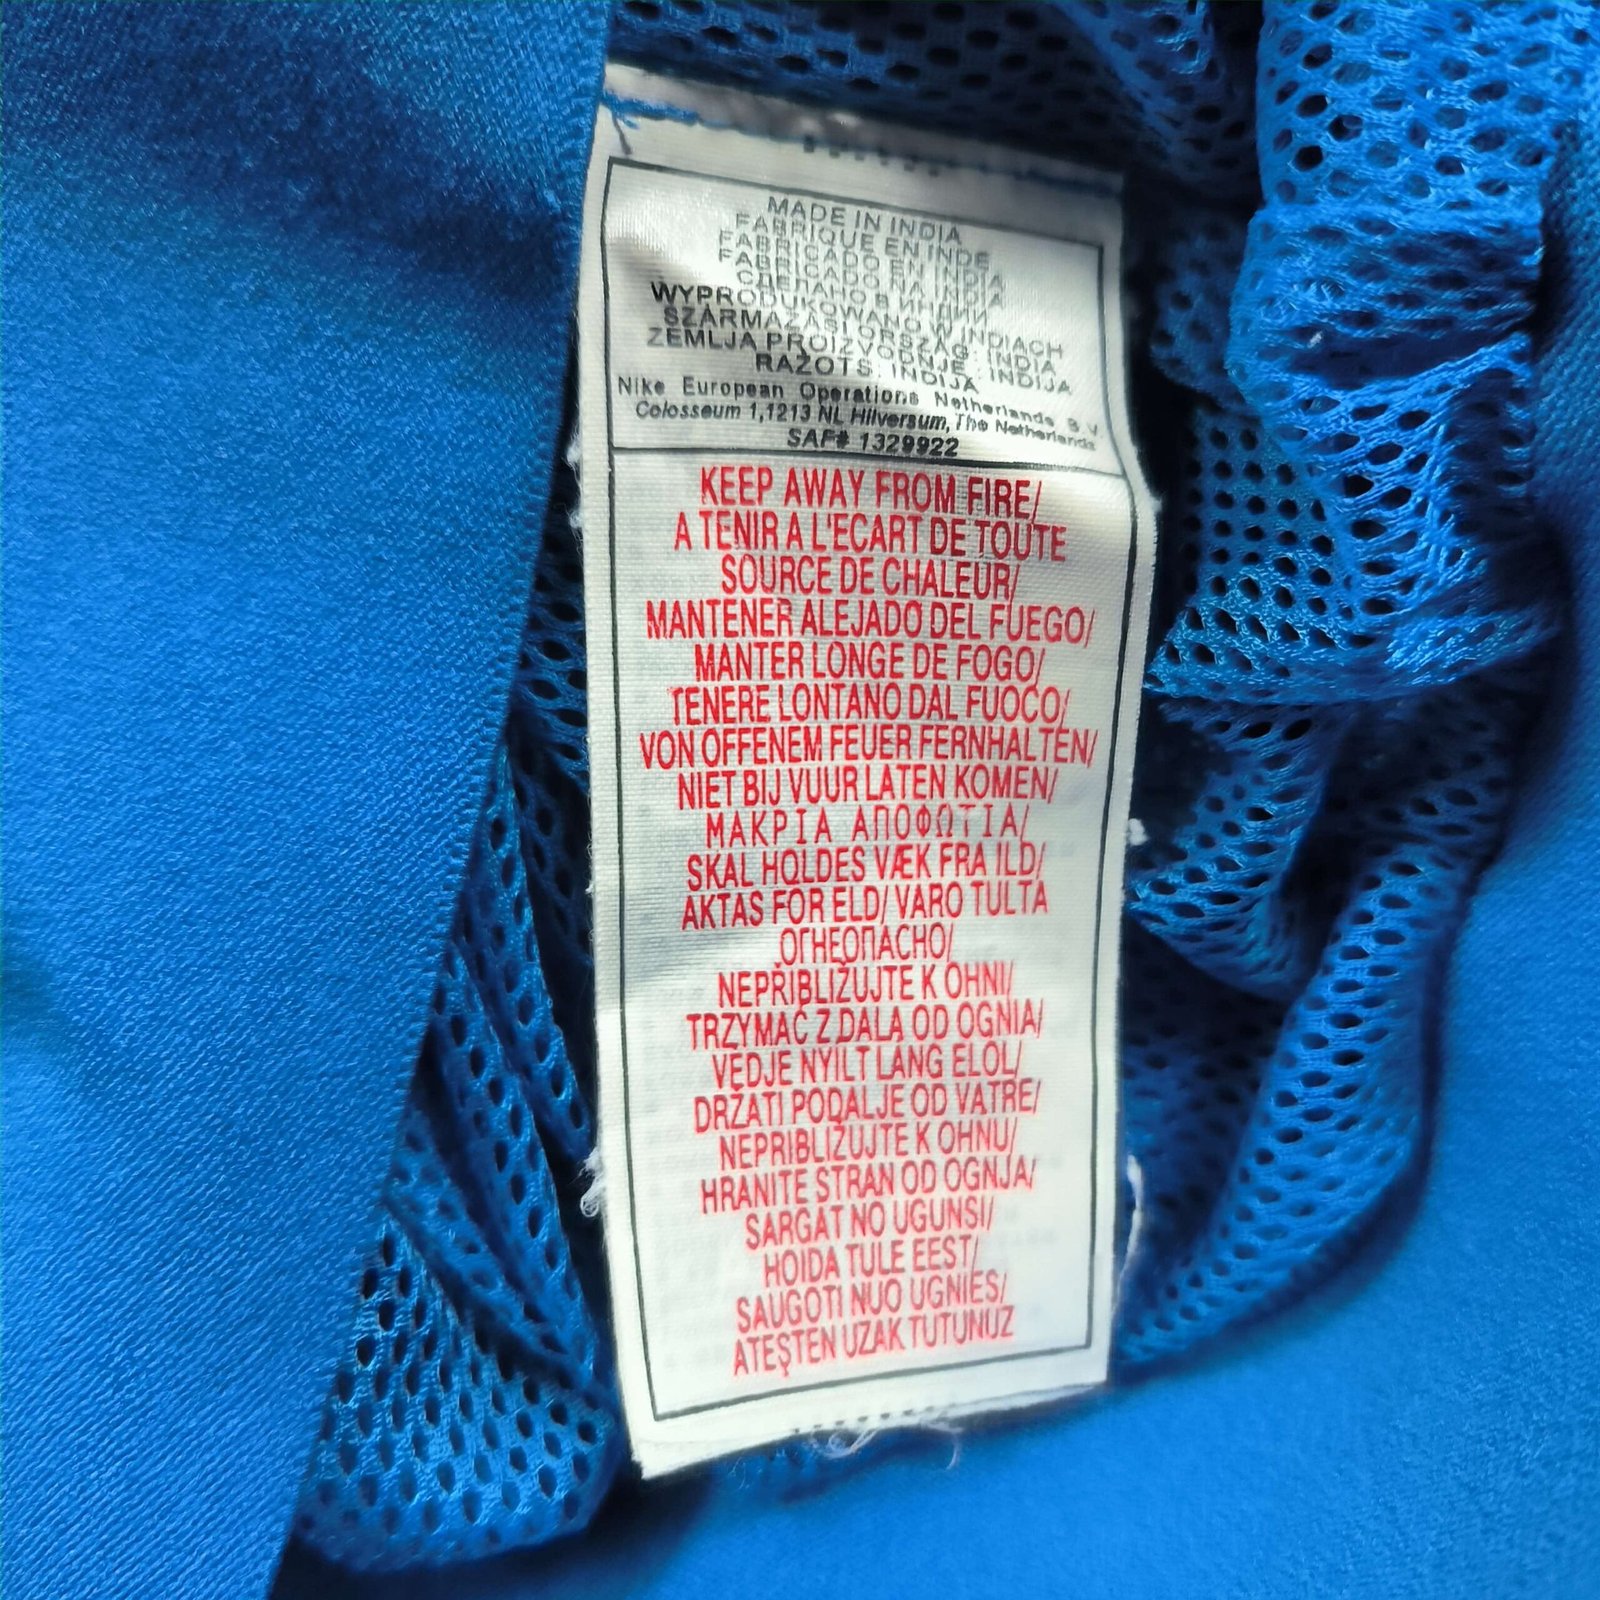 MADE IN INDIA
FABRIQUE EN INDE
FABRICADO EN INDIA
FABRICADO NA INDIA
СДЕЛАНО В ИНДИИ
WYPRODUKOWANO W INDIACH
SZÁRMAZÁSI ORSZÁG: INDIA
ZEMLJA PROIZVODNJE: INDIJA
RAŽOTS: INDIJA
Nike European Operations Netherlands B.V
Colosseum 1,1213 NL Hilversum, The Netherlands
SAF# 1329922
KEEP AWAY FROM FIRE/
A TENIR A L'ECART DE TOUTE
SOURCE DE CHALEUR/
MANTENER ALEJADO DEL FUEGO/
MANTER LONGE DE FOGO/
TENERE LONTANO DAL FUOCO/
VON OFFENEM FEUER FERNHALTEN/
NIET BIJ VUUR LATEN KOMEN/
ΜΑΚΡΙΑ ΑΠΟΦΩΤΙΑ/
SKAL HOLDES VÆK FRA ILD/
AKTAS FOR ELD/ VARO TULTA
ОГНЕОПАСНО/
NEPŘIBLIŽUJTE K OHNI/
TRZYMAĆ Z DALA OD OGNIA/
VEDJE NYILT LANG ELOL/
DRŽATI PODALJE OD VATRE/
NEPRIBLIŽUJTE K OHNU/
HRANITE STRAN OD OGNJA/
SARGAT NO UGUNSI/
HOIDA TULE EEST/
SAUGOTI NUO UGNIES/
ATEŞTEN UZAK TUTUNUZ